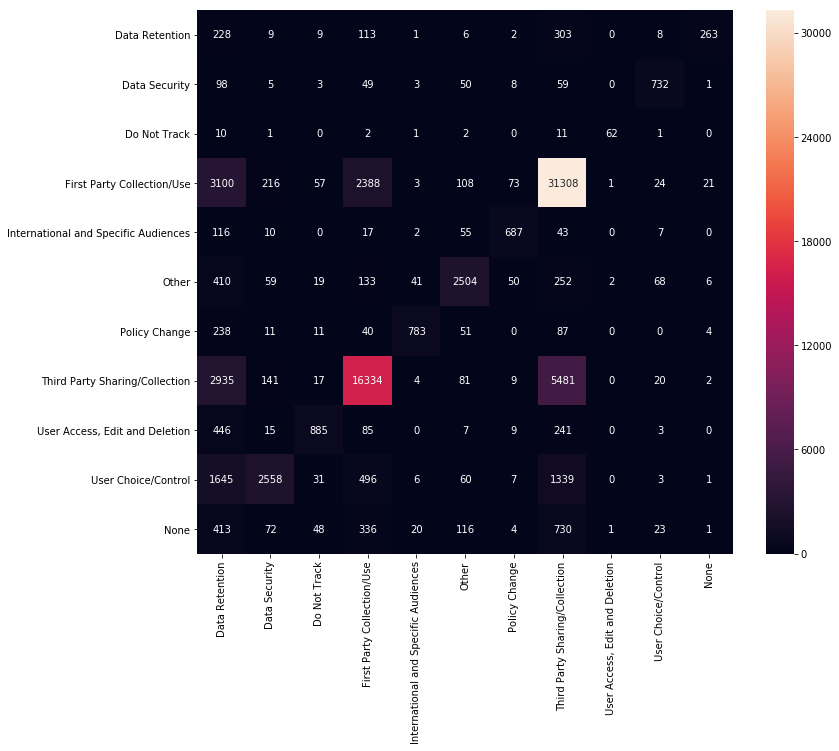 Data Retention 228 9 9 113 1 6 2 303 0 8 263
Data Security 98 5 3 49 3 50 8 59 0 732 1
Do Not Track 10 1 0 2 1 2 0 11 62 1 0
First Party Collection/Use 3100 216 57 2388 3 108 73 31308 1 24 21
International and Specific Audiences 116 10 0 17 2 55 687 43 0 7 0
Other 410 59 19 133 41 2504 50 252 2 68 6
Policy Change 238 11 11 40 783 51 0 87 0 0 4
Third Party Sharing/Collection 2935 141 17 16334 4 81 9 5481 0 20 2
User Access, Edit and Deletion 446 15 885 85 0 7 9 241 0 3 0
User Choice/Control 1645 2558 31 496 6 60 7 1339 0 3 1
None 413 72 48 336 20 116 4 730 1 23 1
Data Retention
Data Security
Do Not Track
First Party Collection/Use
International and Specific Audiences
Other
Policy Change
Third Party Sharing/Collection
User Access, Edit and Deletion
User Choice/Control
None
30000
24000
18000
12000
6000
0